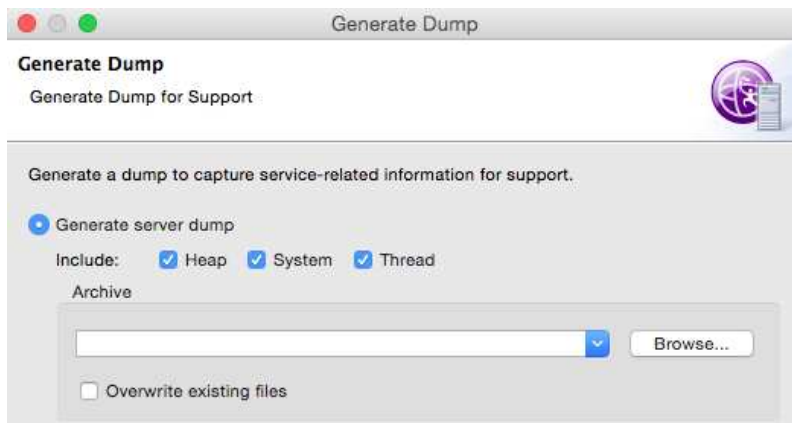 Generate Dump
Generate Dump
Generate Dump for Support
Generate a dump to capture service-related information for support.
Generate server dump
Include: Heap System Thread
Archive
Browse...
Overwrite existing files